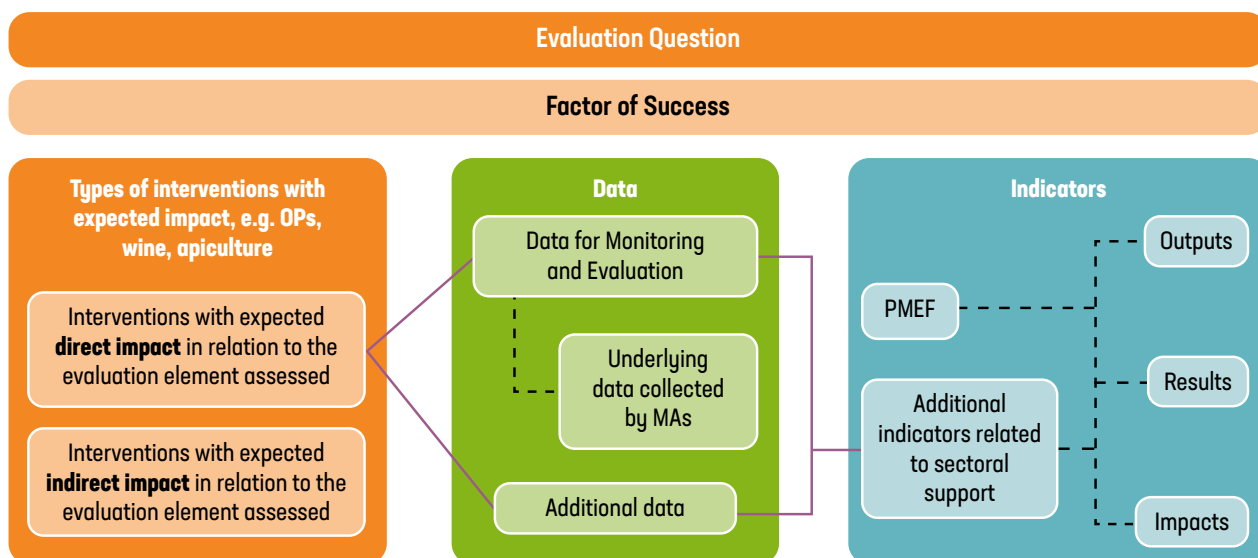 Evaluation Question
Factor of Success
Types of interventions with
expected impact, e.g. OPs,
wine, apiculture
Interventions with expected
direct impact in relation to the
evaluation element assessed
Interventions with expected
indirect impact in relation to the
evaluation element assessed
Data
Data for Monitoring
and Evaluation
Underlying
data collected
by MAs
Additional data
Indicators
PMEF
Additional
indicators related
to sectoral
support
Outputs
Results
Impacts